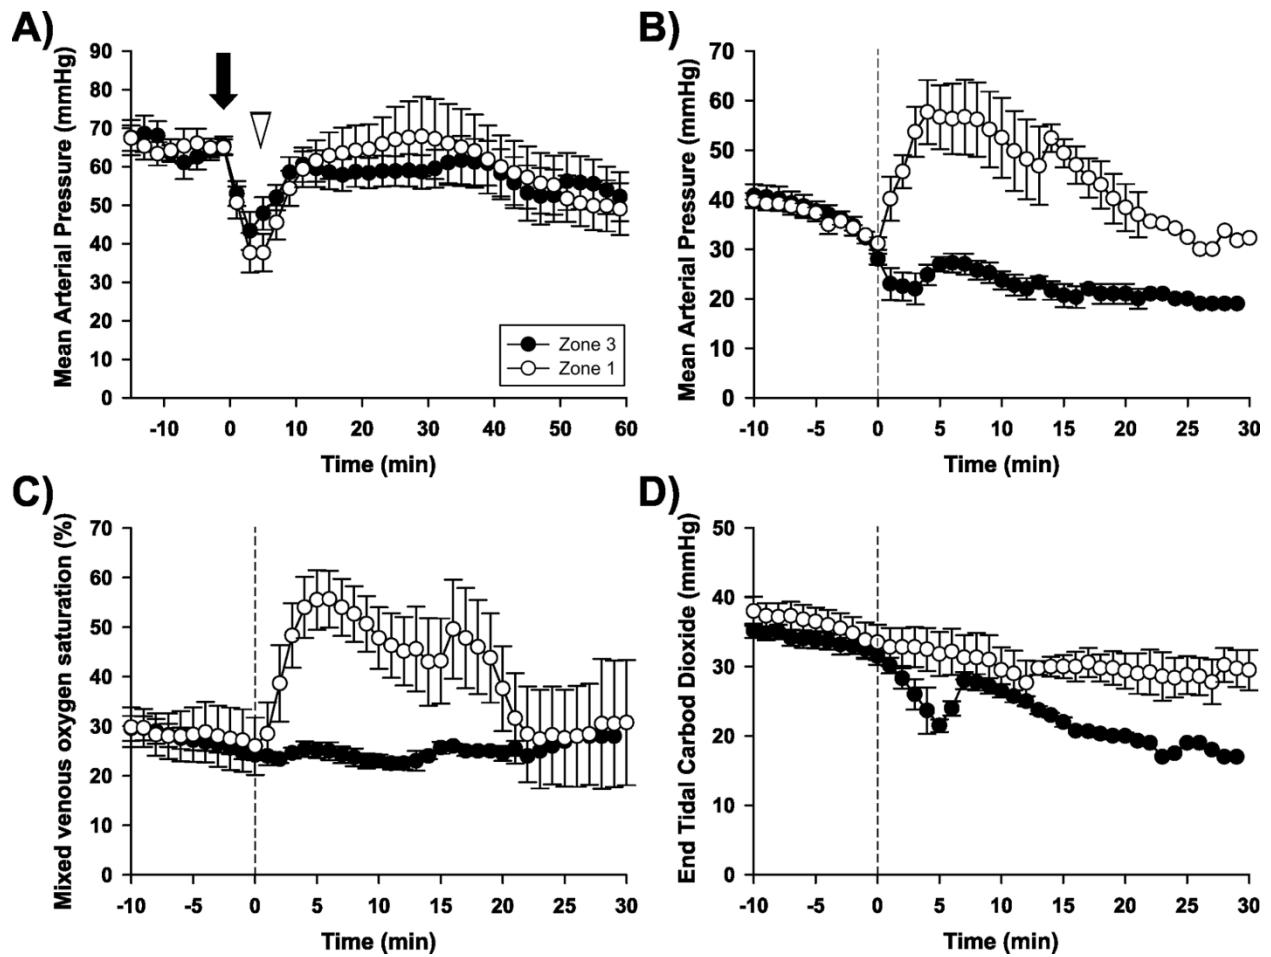 A)
Mean Arterial Pressure (mmHg)
90
80
70
60
50
40
30
20
10
0
-10 0 10 20 30 40 50 60
Time (min)
Zone 3
Zone 1
B)
Mean Arterial Pressure (mmHg)
70
60
50
40
30
20
10
0
-10 -5 0 5 10 15 20 25 30
Time (min)
C)
Mixed venous oxygen saturation (%)
70
60
50
40
30
20
10
0
-10 -5 0 5 10 15 20 25 30
Time (min)
D)
End Tidal Carbod Dioxide (mmHg)
50
40
30
20
10
0
-10 -5 0 5 10 15 20 25 30
Time (min)